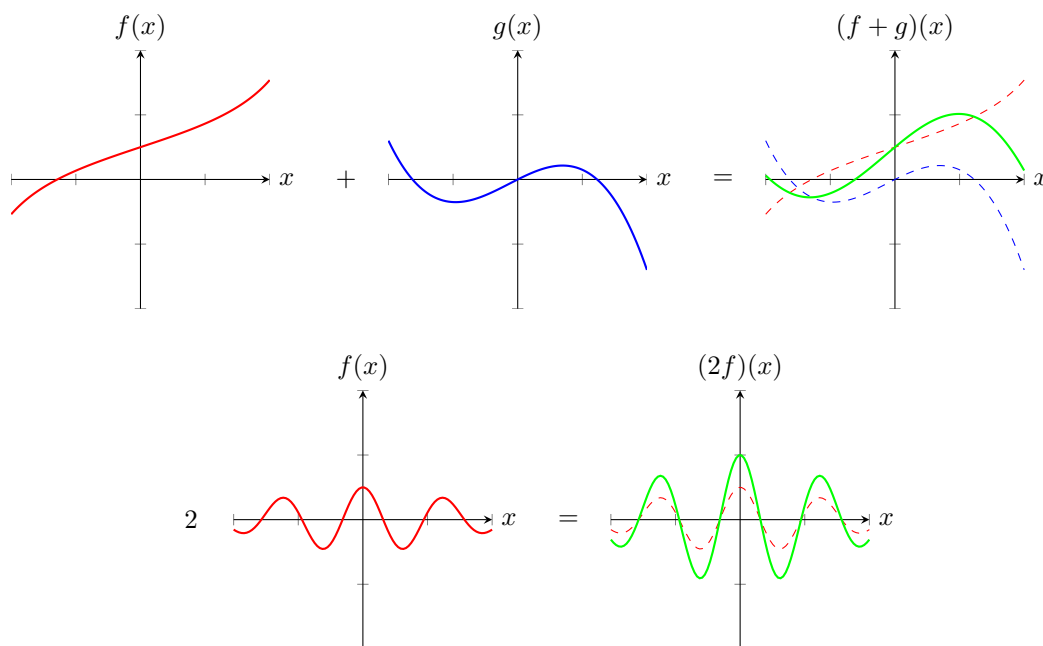 f(x) g(x) (f + g)(x)
x + x = x
f(x) (2f)(x)
2 x = x